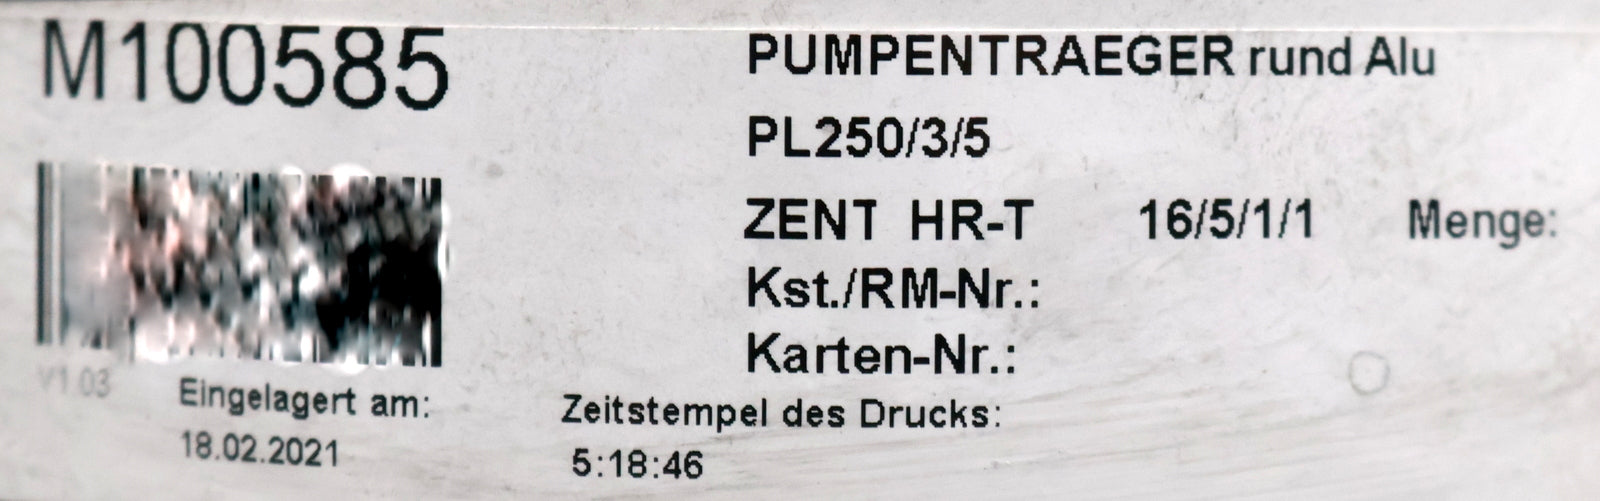 M100585
PUMPENTRAEGER rund Alu
PL250/3/5
ZENT HR-T 16/5/1/1 Menge:
Kst./RM-Nr.:
Karten-Nr.:
V1.03
Eingelagert am:
18.02.2021
Zeitstempel des Drucks:
5:18:46